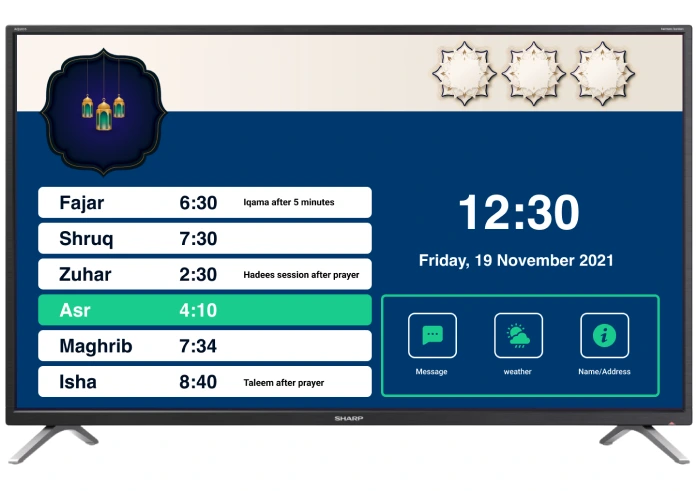 Fajar 6:30 Iqama after 5 minutes
Shruq 7:30
Zuhar 2:30 Hadees session after prayer
Asr 4:10
Maghrib 7:34
Isha 8:40 Taleem after prayer
12:30
Friday, 19 November 2021
Message weather Name/Address
SHARP